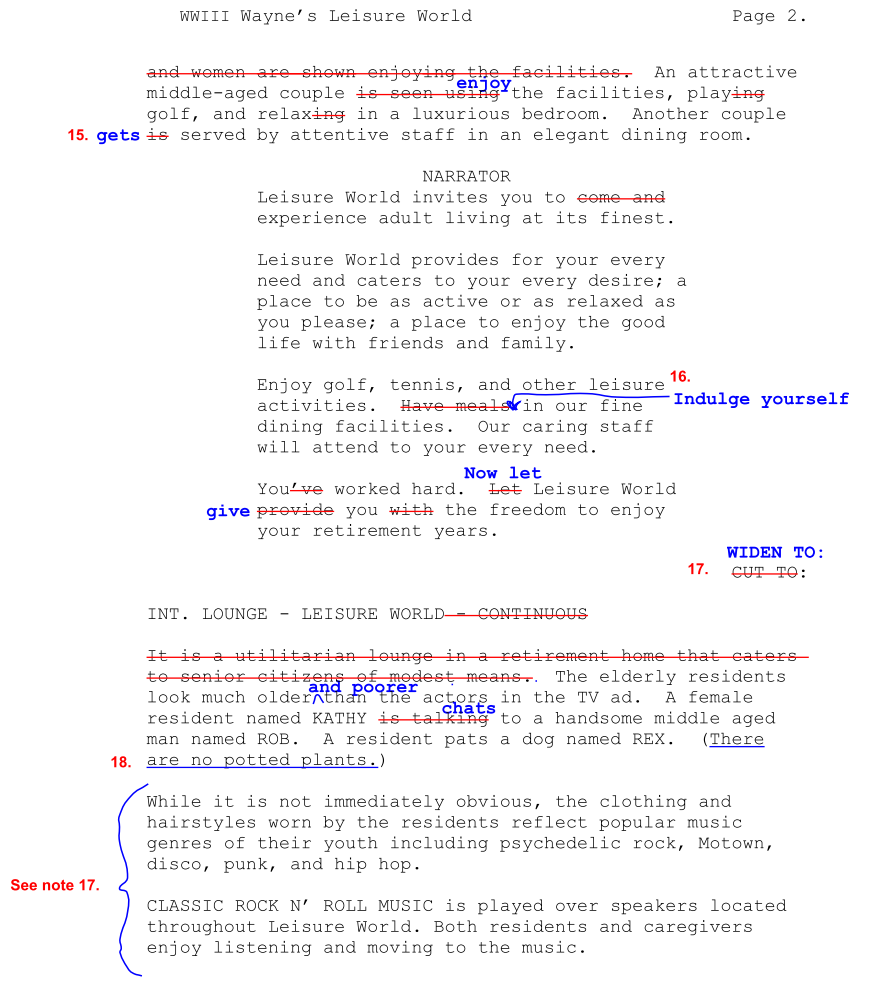 WWIII Wayne's Leisure World Page 2.
and women are shown enjoying the facilities. An attractive
enjoy
middle-aged couple is seen using the facilities, playing
golf, and relaxing in a luxurious bedroom. Another couple
15. gets is served by attentive staff in an elegant dining room.
NARRATOR
Leisure World invites you to come and
experience adult living at its finest.
Leisure World provides for your every
need and caters to your every desire; a
place to be as active or as relaxed as
you please; a place to enjoy the good
life with friends and family.
Enjoy golf, tennis, and other leisure 16.
activities. Have meals in our fine Indulge yourself
dining facilities. Our caring staff
will attend to your every need.
Now let
You've worked hard. Let Leisure World
give provide you with the freedom to enjoy
your retirement years.
WIDEN TO:
17. CUT TO:
INT. LOUNGE - LEISURE WORLD - CONTINUOUS
It is a utilitarian lounge in a retirement home that caters
to senior citizens of modest means.. The elderly residents
and poorer
look much older than the actors in the TV ad. A female
chats
resident named KATHY is talking to a handsome middle aged
man named ROB. A resident pats a dog named REX. (There
18. are no potted plants.)
While it is not immediately obvious, the clothing and
hairstyles worn by the residents reflect popular music
genres of their youth including psychedelic rock, Motown,
disco, punk, and hip hop.
See note 17.
CLASSIC ROCK N' ROLL MUSIC is played over speakers located
throughout Leisure World. Both residents and caregivers
enjoy listening and moving to the music.